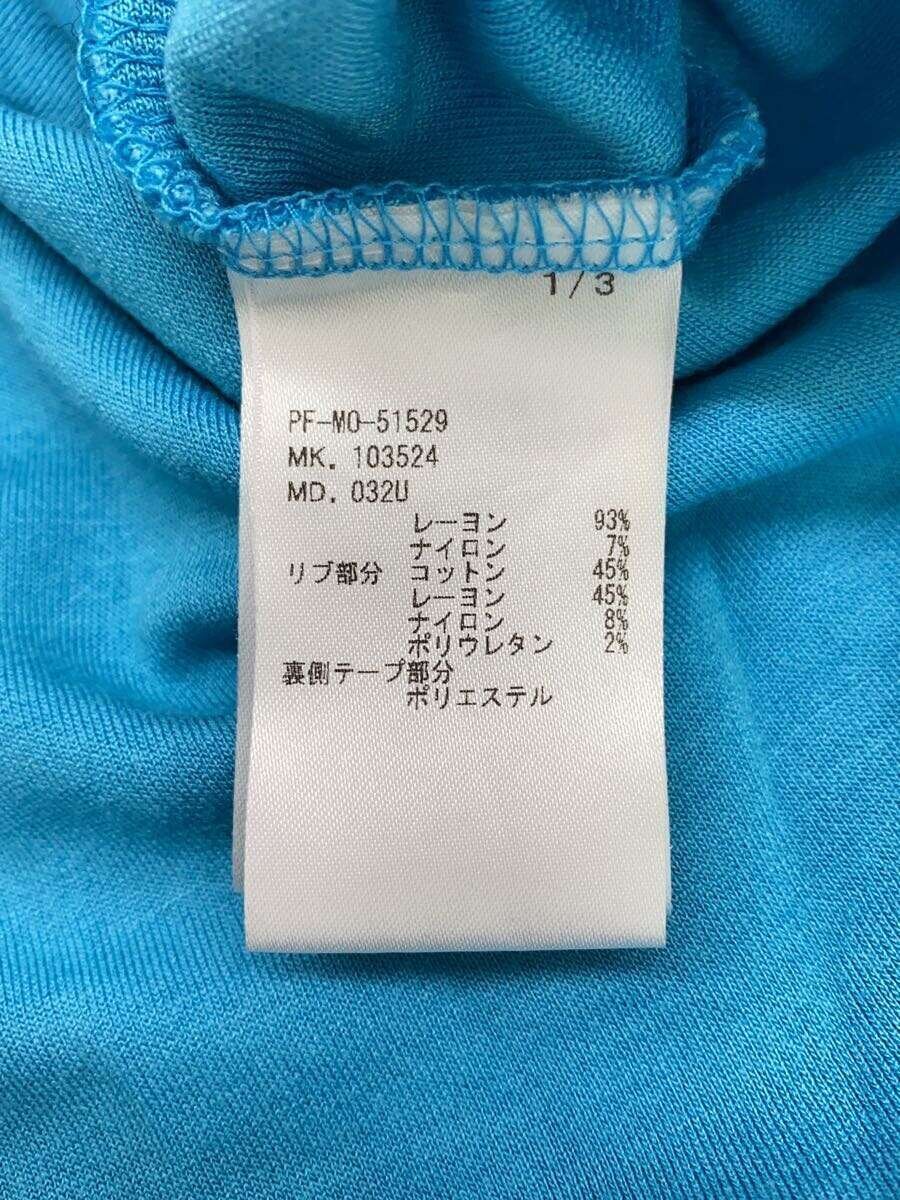 1/3
PF-MO-51529
MK. 103524
MD. 032U
レーヨン 93%
ナイロン 7%
リブ部分 コットン 45%
レーヨン 45%
ナイロン 8%
ポリウレタン 2%
裏側テープ部分
ポリエステル